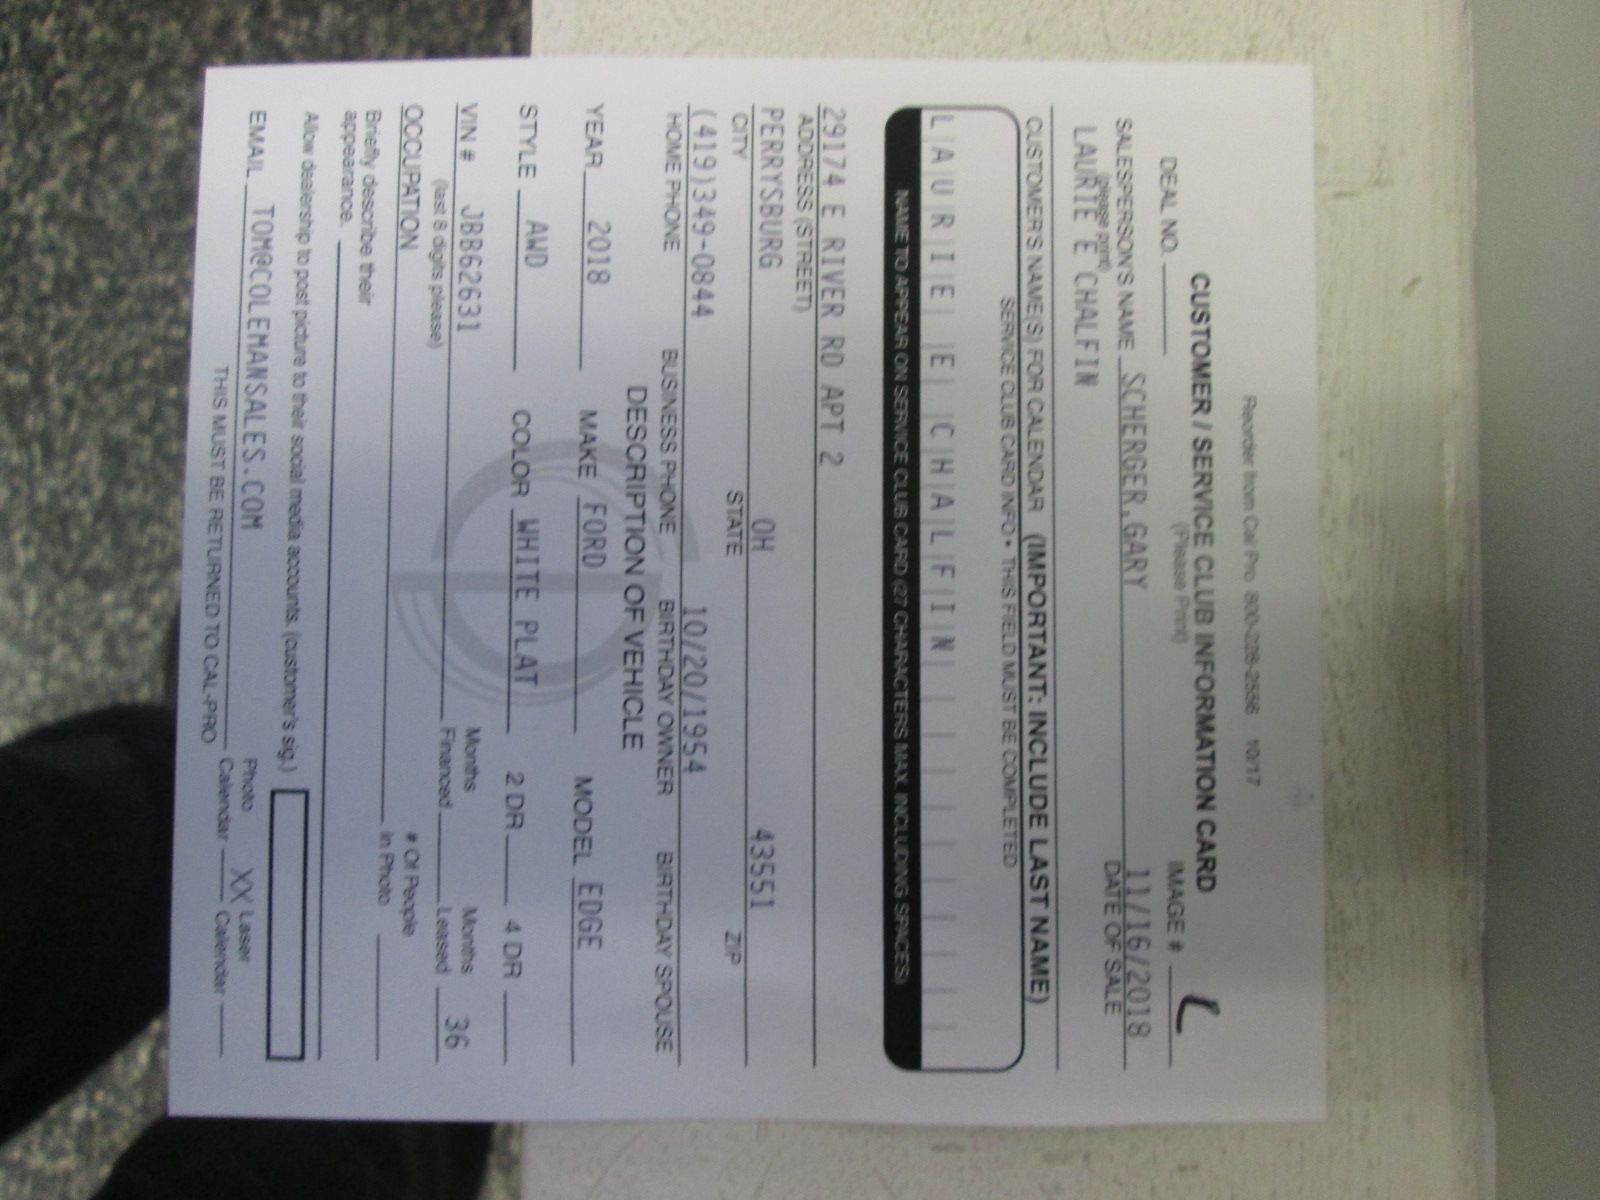 Reorder from Cal Pro 800-228-2556 10/17
CUSTOMER / SERVICE CLUB INFORMATION CARD
(Please Print)
DEAL NO. IMAGE # L
SALESPERSON'S NAME SCHERGER,GARY 11/16/2018
(please print) DATE OF SALE
LAURIE E CHALFIN
CUSTOMER'S NAME(S) FOR CALENDAR (IMPORTANT: INCLUDE LAST NAME)
SERVICE CLUB CARD INFO • THIS FIELD MUST BE COMPLETED
LAURIE E CHALFIN
NAME TO APPEAR ON SERVICE CLUB CARD (27 CHARACTERS MAX. INCLUDING SPACES)
29174 E RIVER RD APT 2
ADDRESS (STREET)
PERRYSBURG OH 43551
CITY STATE ZIP
(419)349-0844 10/20/1954
HOME PHONE BUSINESS PHONE BIRTHDAY OWNER BIRTHDAY SPOUSE
DESCRIPTION OF VEHICLE
YEAR 2018 MAKE FORD MODEL EDGE
STYLE AWD COLOR WHITE PLAT 2 DR 4 DR
VIN # JBB62631 Months Financed Months Leased 36
(last 8 digits please)
OCCUPATION # Of People in Photo
Briefly describe their appearance.
Allow dealership to post picture to their social media accounts. (customer's sig.)
EMAIL TOM@COLEMANSALES.COM Photo Calendar XX Laser Calendar
THIS MUST BE RETURNED TO CAL-PRO